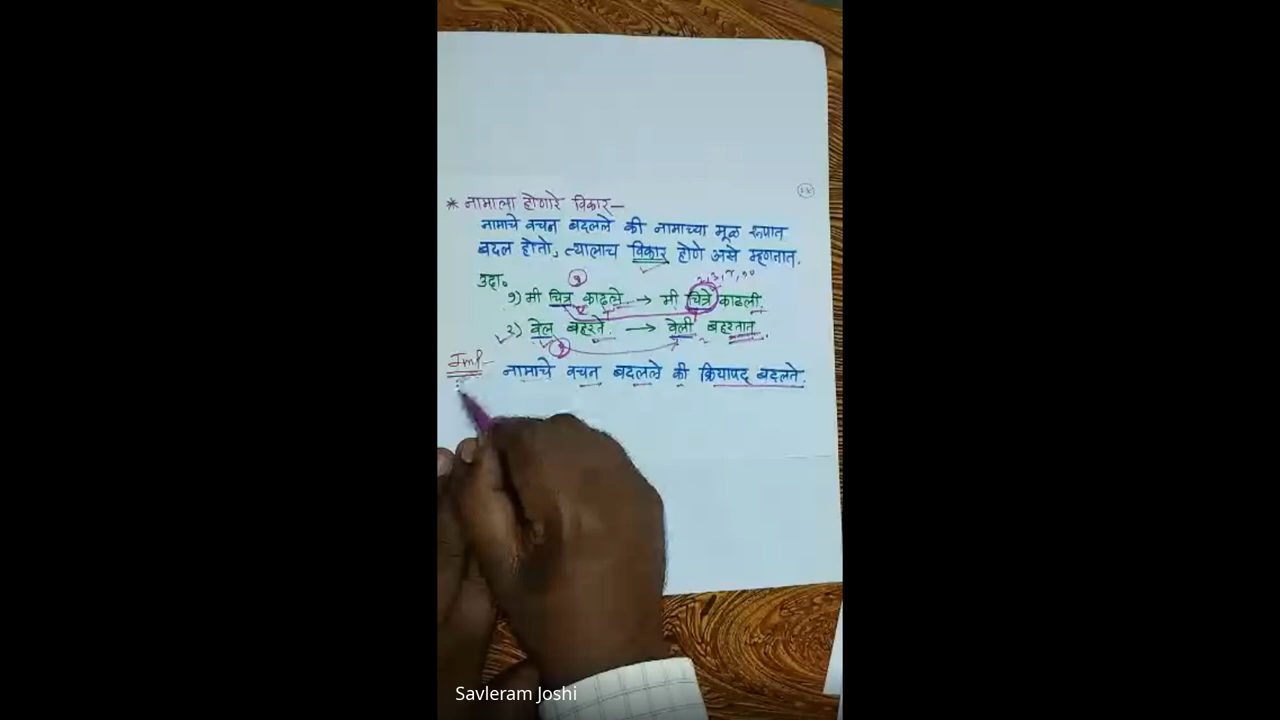 * नामाला होणारे विकार –
नामाचे वचन बदलले की नामाच्या मूळ रूपात
बदल होतो, त्यालाच विकार होणे असे म्हणतात.
उदा.
१) मी चित्र काढले → मी चित्रे काढली.
२) वेल बहरते. → वेली बहरतात.
Imp – नामाचे वचन बदलले की क्रियापद बदलते.
Savleram Joshi